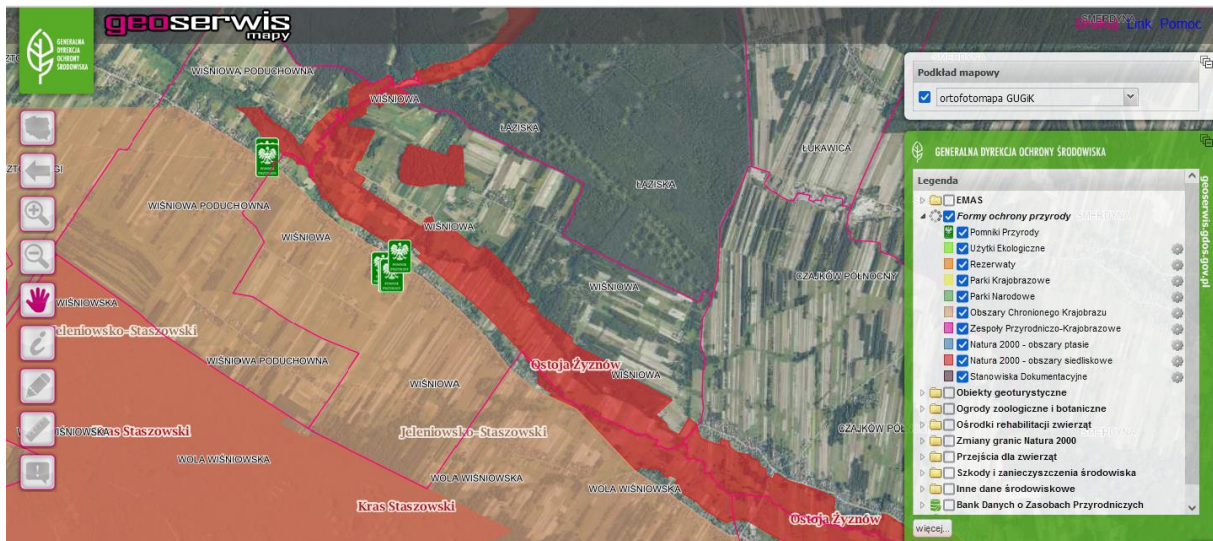 GENERALNA
DYREKCJA
OCHRONY
ŚRODOWISKA
geoserwis
mapy
Link Pomoc
SMERDYNA
Podkład mapowy
ortofotomapa GUGiK
GENERALNA DYREKCJA OCHRONY ŚRODOWISKA
Legenda
EMAS
Formy ochrony przyrody
Pomniki Przyrody
Użytki Ekologiczne
Rezerwaty
Parki Krajobrazowe
Parki Narodowe
Obszary Chronionego Krajobrazu
Zespoły Przyrodniczo-Krajobrazowe
Natura 2000 - obszary ptasie
Natura 2000 - obszary siedliskowe
Stanowiska Dokumentacyjne
Obiekty geoturystyczne
Ogrody zoologiczne i botaniczne
Ośrodki rehabilitacji zwierząt
Zmiany granic Natura 2000
Przejścia dla zwierząt
Szkody i zanieczyszczenia środowiska
Inne dane środowiskowe
Bank Danych o Zasobach Przyrodniczych
więcej...
geoserwis.gdos.gov.pl
WIŚNIOWA PODUCHOWNA
WIŚNIOWA
ŁAZISKA
ŁUKAWICA
ŁAZISKA
WIŚNIOWA PODUCHOWNA
WIŚNIOWA
WIŚNIOWA
CZAJKÓW PÓŁNOCNY
WIŚNIOWA
WIŚNIOWSKA
Jeleniowsko-Staszowski
WIŚNIOWA PODUCHOWNA
Ostoja Żyznów
WIŚNIOWA
WIŚNIOWA
Staszowski
Jeleniowsko-Staszowski
CZAJKÓW
WOLA WIŚNIOWSKA
WOLA WIŚNIOWSKA
WOLA WIŚNIOWSKA
Kras Staszowski
Ostoja Żyznów